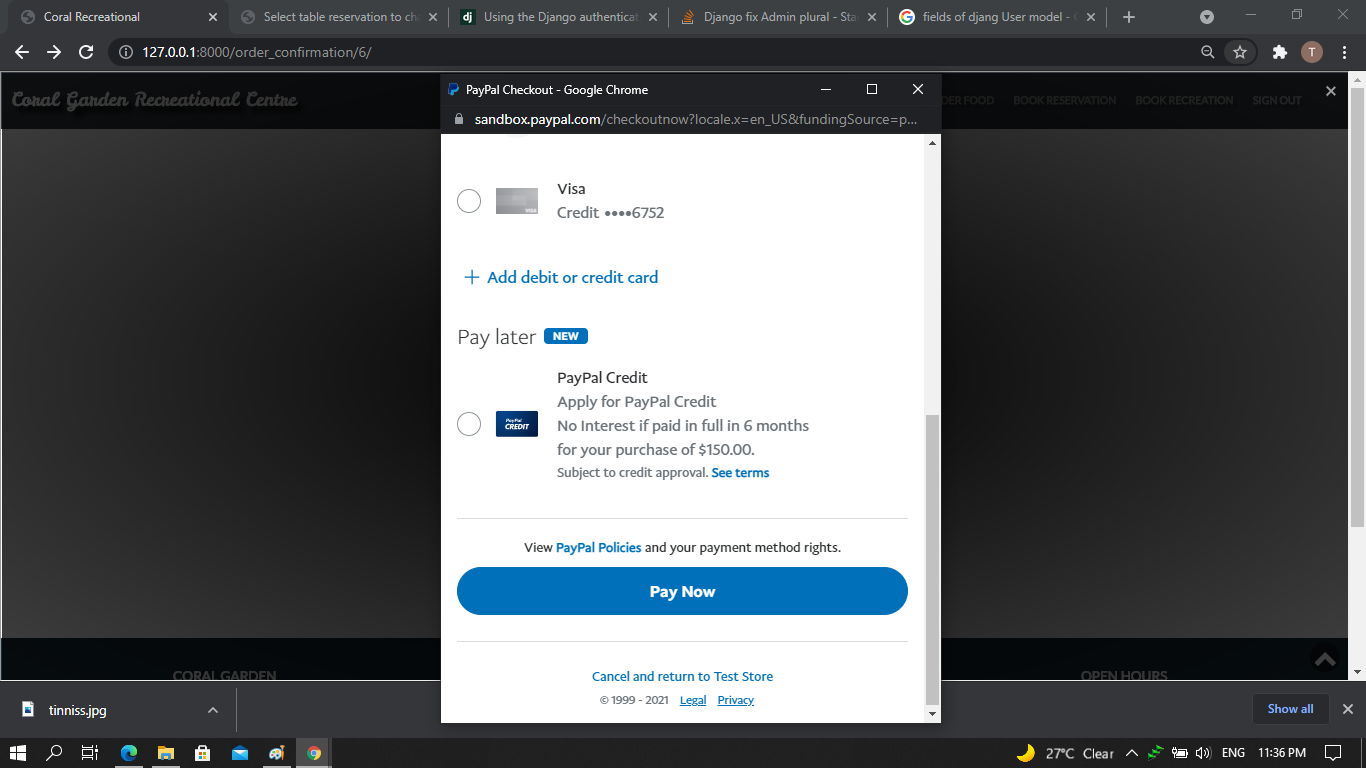 Coral Recreational
Select table reservation to ch
Using the Django authenticat
Django fix Admin plural - Sta
fields of djang User model -
127.0.0.1:8000/order_confirmation/6/
T
Coral Garden Recreational Centre
DER FOOD
BOOK RESERVATION
BOOK RECREATION
SIGN OUT
PayPal Checkout - Google Chrome
sandbox.paypal.com/checkoutnow?locale.x=en_US&fundingSource=p...
VISA
Visa
Credit ••••6752
+ Add debit or credit card
Pay later NEW
PayPal CREDIT
PayPal Credit
Apply for PayPal Credit
No Interest if paid in full in 6 months
for your purchase of $150.00.
Subject to credit approval. See terms
View PayPal Policies and your payment method rights.
Pay Now
Cancel and return to Test Store
© 1999 - 2021 Legal Privacy
CORAL GARDEN
OPEN HOURS
tinniss.jpg
Show all
27°C Clear
ENG
11:36 PM